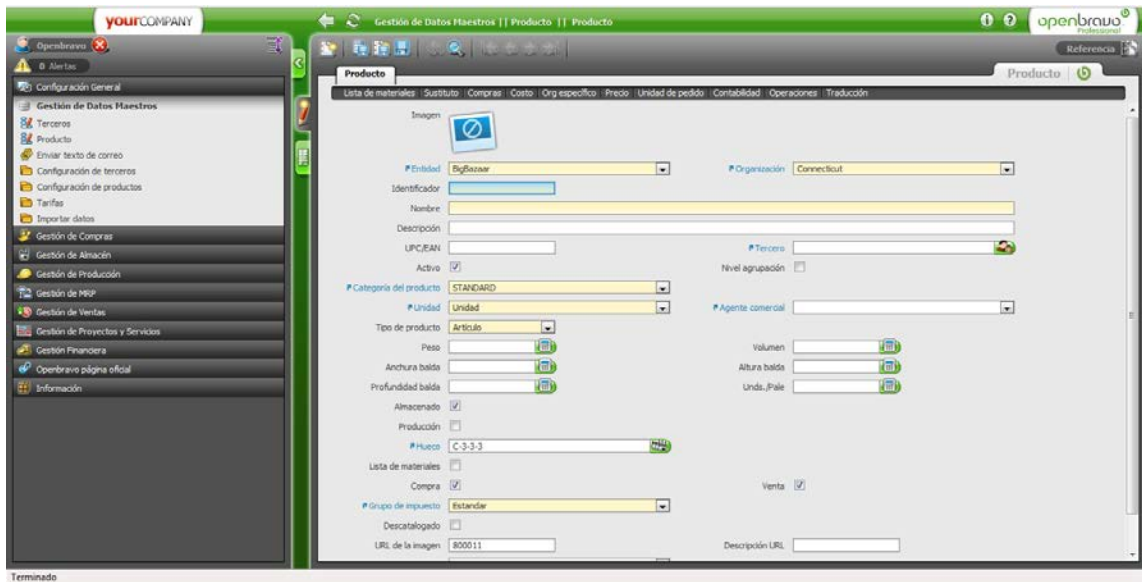 yourCOMPANY
Gestión de Datos Maestros || Producto || Producto
openbravo
Professional
Openbravo
0 Alertas
Referencia
Configuración General
Gestión de Datos Maestros
Terceros
Producto
Enviar texto de correo
Configuración de terceros
Configuración de productos
Tarifas
Importar datos
Gestión de Compras
Gestión de Almacén
Gestión de Producción
Gestión de MRP
Gestión de Ventas
Gestión de Proyectos y Servicios
Gestión Financiera
Openbravo página oficial
Información
Producto
Producto
Lista de materiales Sustituto Compras Costo Org específico Precio Unidad de pedido Contabilidad Operaciones Traducción
Imagen
Entidad BigBazaar Organización Connecticut
Identificador
Nombre
Descripción
UPC/EAN Tercero
Activo Nivel agrupación
Categoría del producto STANDARD
Unidad Unidad Agente comercial
Tipo de producto Artículo
Peso Volumen
Anchura balda Altura balda
Profundidad balda Unds./Pale
Almacenado
Producción
Hueco C-3-3-3
Lista de materiales
Compra Venta
Grupo de impuesto Estandar
Descatalogado
URL de la imagen 800011 Descripción URL
Terminado